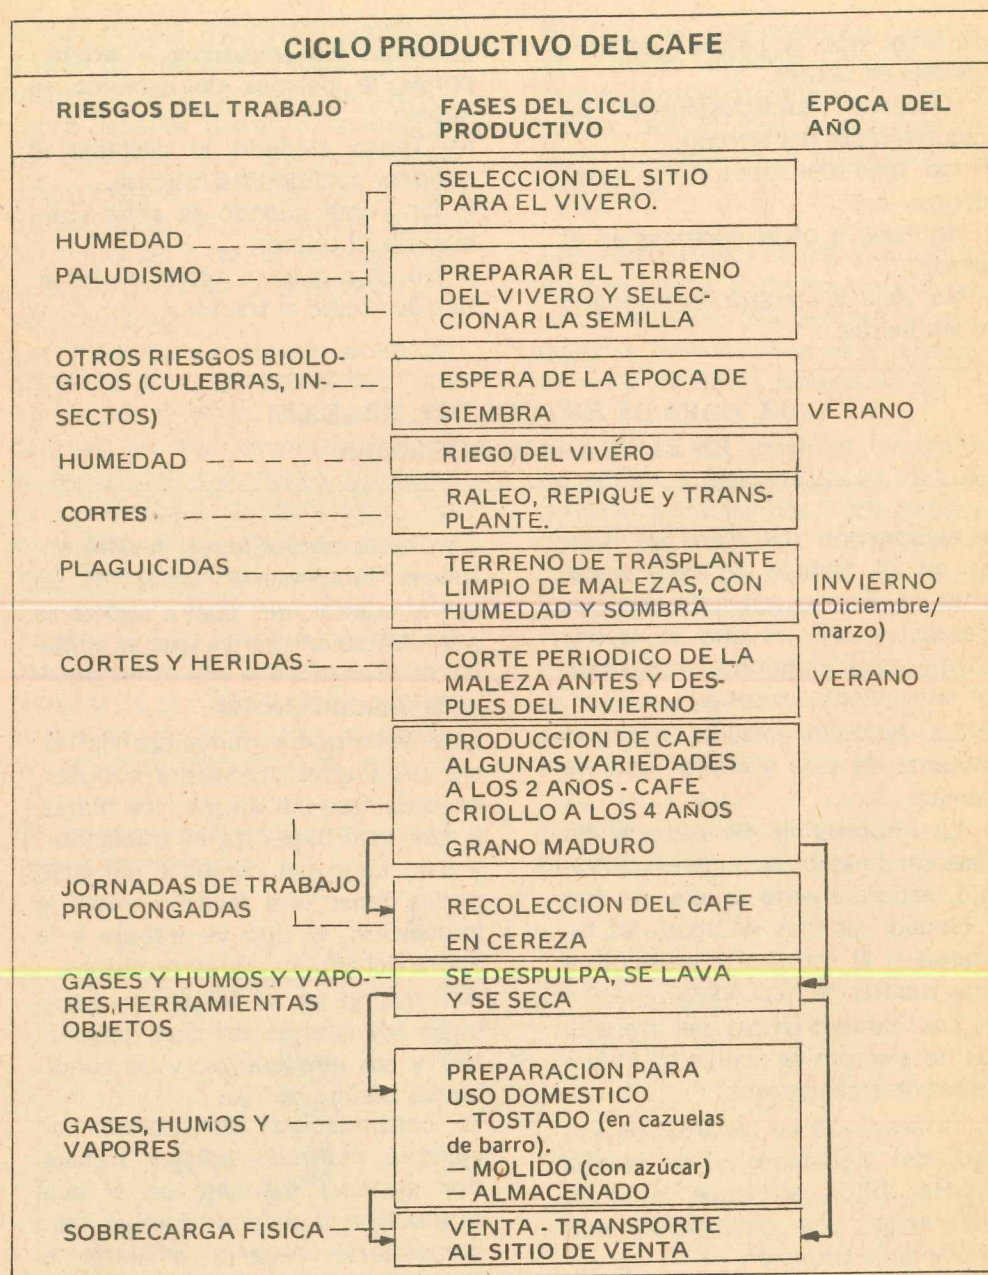 CICLO PRODUCTIVO DEL CAFE
RIESGOS DEL TRABAJO
FASES DEL CICLO
PRODUCTIVO
EPOCA DEL
AÑO
SELECCION DEL SITIO
PARA EL VIVERO.
HUMEDAD
PALUDISMO
PREPARAR EL TERRENO
DEL VIVERO Y SELEC-
CIONAR LA SEMILLA
OTROS RIESGOS BIOLO-
GICOS (CULEBRAS, IN-
SECTOS)
ESPERA DE LA EPOCA DE
SIEMBRA
VERANO
HUMEDAD
RIEGO DEL VIVERO
CORTES
RALEO, REPIQUE y TRANS-
PLANTE.
PLAGUICIDAS
TERRENO DE TRASPLANTE
LIMPIO DE MALEZAS, CON
HUMEDAD Y SOMBRA
INVIERNO
(Diciembre/
marzo)
CORTES Y HERIDAS
CORTE PERIODICO DE LA
MALEZA ANTES Y DES-
PUES DEL INVIERNO
VERANO
PRODUCCION DE CAFE
ALGUNAS VARIEDADES
A LOS 2 AÑOS - CAFE
CRIOLLO A LOS 4 AÑOS
GRANO MADURO
JORNADAS DE TRABAJO
PROLONGADAS
RECOLECCION DEL CAFE
EN CEREZA
GASES Y HUMOS Y VAPO-
RES, HERRAMIENTAS
OBJETOS
SE DESPULPA, SE LAVA
Y SE SECA
PREPARACION PARA
USO DOMESTICO
— TOSTADO (en cazuelas
de barro).
— MOLIDO (con azúcar)
— ALMACENADO
GASES, HUMOS Y
VAPORES
SOBRECARGA FISICA
VENTA - TRANSPORTE
AL SITIO DE VENTA